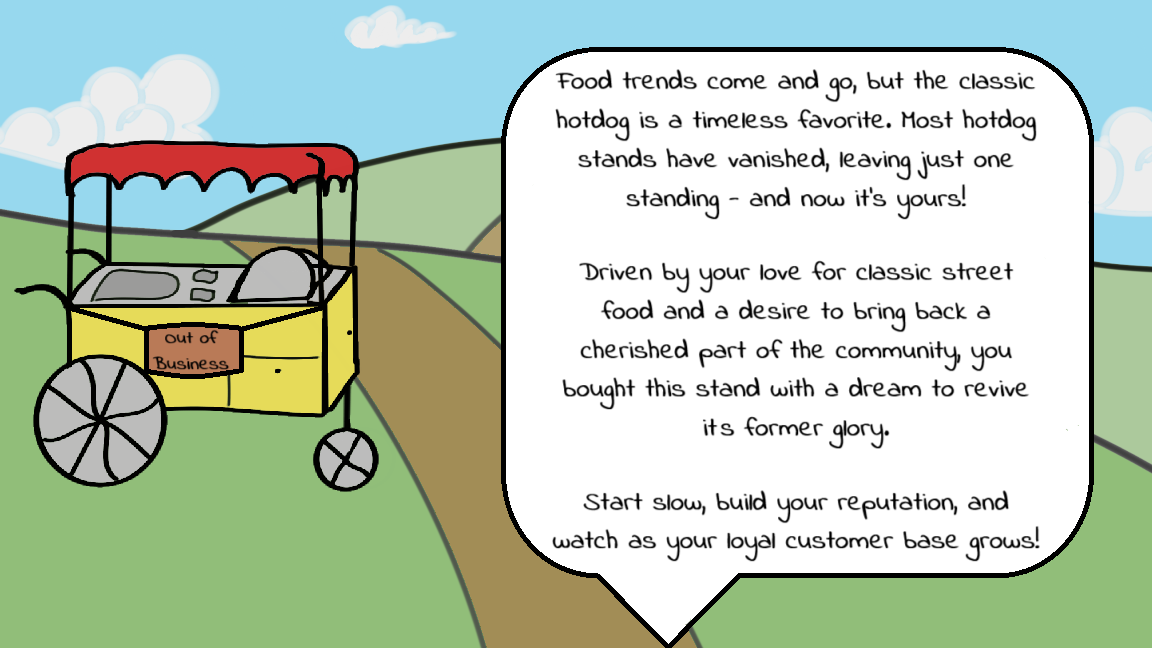 Out of
Business
Food trends come and go, but the classic
hotdog is a timeless favorite. Most hotdog
stands have vanished, leaving just one
standing - and now it's yours!
Driven by your love for classic street
food and a desire to bring back a
cherished part of the community, you
bought this stand with a dream to revive
its former glory.
Start slow, build your reputation, and
watch as your loyal customer base grows!